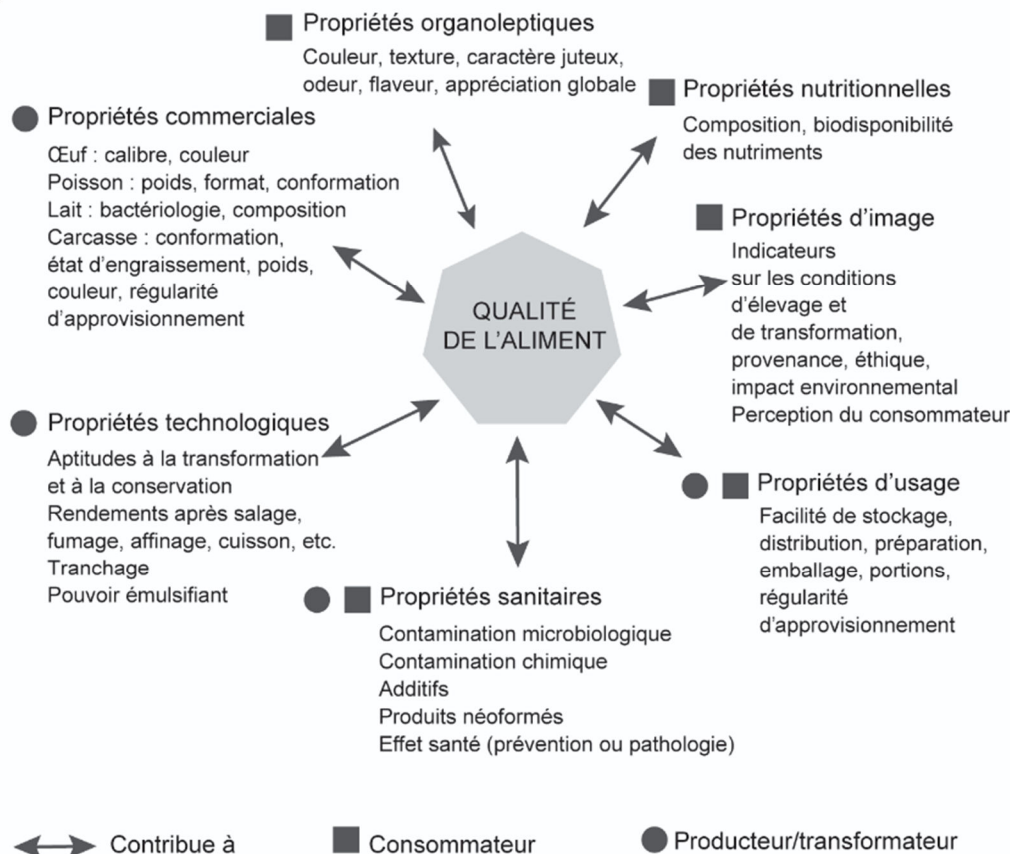 Propriétés organoleptiques
Couleur, texture, caractère juteux,
odeur, flaveur, appréciation globale
Propriétés nutritionnelles
Composition, biodisponibilité
des nutriments
Propriétés commerciales
Œuf : calibre, couleur
Poisson : poids, format, conformation
Lait : bactériologie, composition
Carcasse : conformation,
état d'engraissement, poids,
couleur, régularité
d'approvisionnement
Propriétés d'image
Indicateurs
sur les conditions
d'élevage et
de transformation,
provenance, éthique,
impact environnemental
Perception du consommateur
QUALITÉ
DE L'ALIMENT
Propriétés technologiques
Aptitudes à la transformation
et à la conservation
Rendements après salage,
fumage, affinage, cuisson, etc.
Tranchage
Pouvoir émulsifiant
Propriétés d'usage
Facilité de stockage,
distribution, préparation,
emballage, portions,
régularité
d'approvisionnement
Propriétés sanitaires
Contamination microbiologique
Contamination chimique
Additifs
Produits néoformés
Effet santé (prévention ou pathologie)
Contribue à
Consommateur
Producteur/transformateur